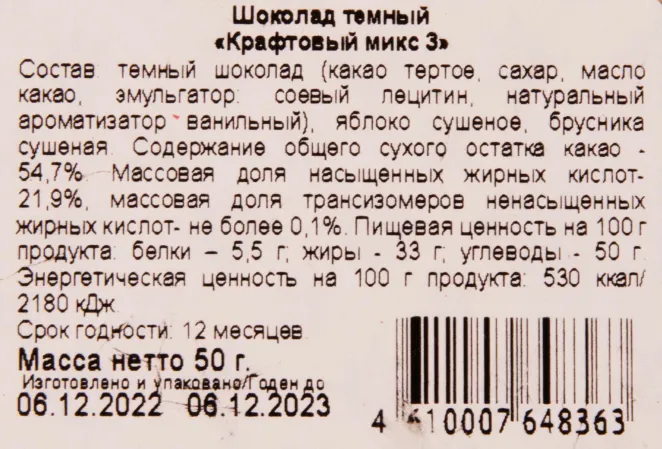 Шоколад темный
«Крафтовый микс 3»
Состав: темный шоколад (какао тертое, сахар, масло
какао, эмульгатор: соевый лецитин, натуральный
ароматизатор ванильный), яблоко сушеное, брусника
сушеная. Содержание общего сухого остатка какао -
54,7%. Массовая доля насыщенных жирных кислот-
21,9%, массовая доля трансизомеров ненасыщенных
жирных кислот- не более 0,1%. Пищевая ценность на 100 г
продукта: белки – 5,5 г; жиры - 33 г; углеводы - 50 г.
Энергетическая ценность на 100 г продукта: 530 ккал/
2180 кДж
Срок годности: 12 месяцев
Масса нетто 50 г.
Изготовлено и упаковано/Годен до
06.12.2022 06.12.2023
4 610007 648363